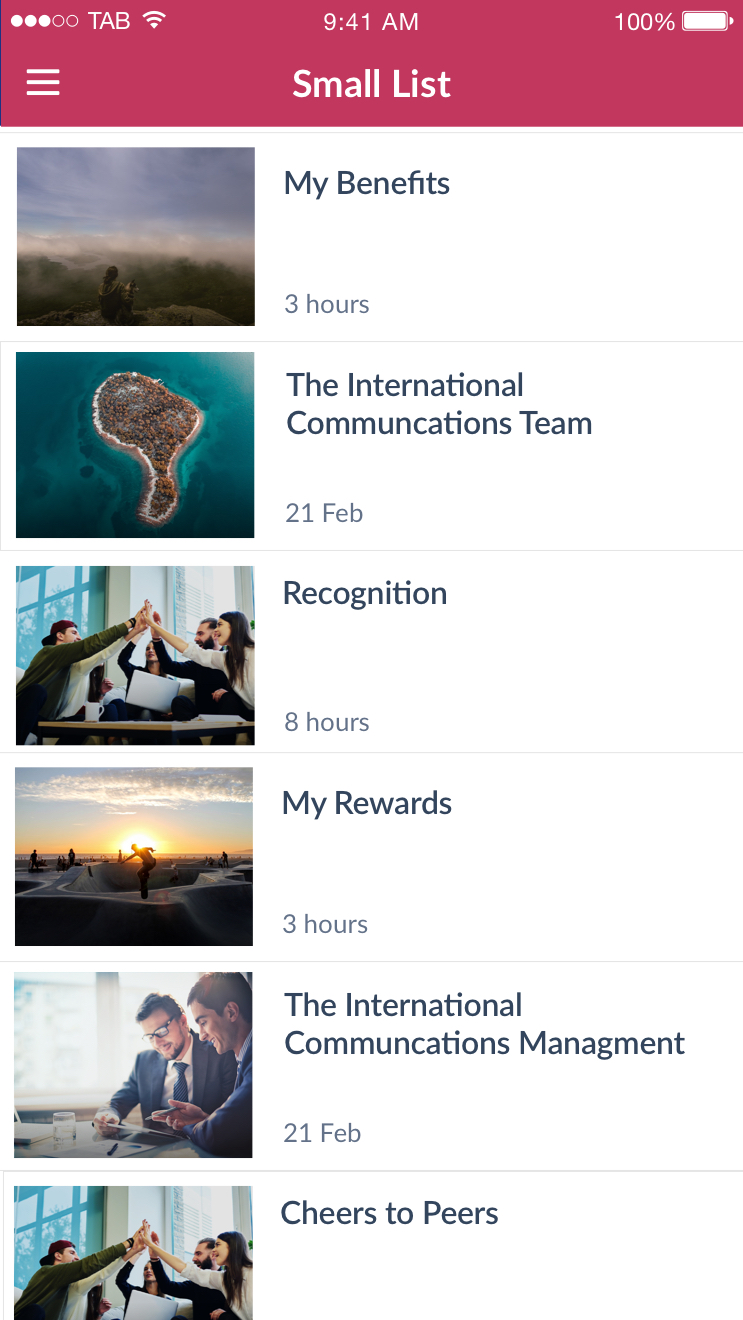 TAB 9:41 AM 100%
Small List
My Benefits
3 hours
The International
Communcations Team
21 Feb
Recognition
8 hours
My Rewards
3 hours
The International
Communcations Managment
21 Feb
Cheers to Peers